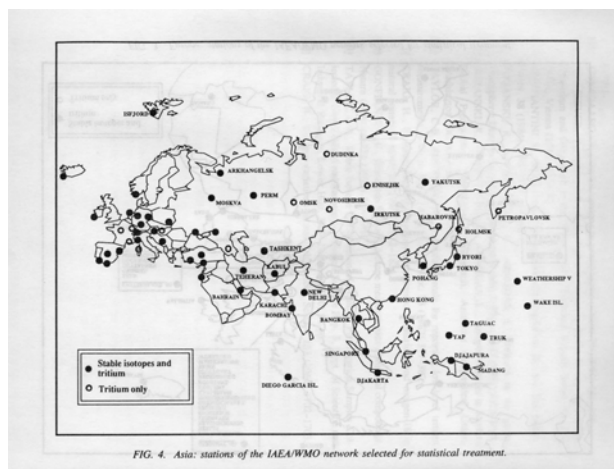 ISFJORD
DUDINKA
ARKHANGELSK
ENISEJSK
YAKUTSK
PERM
MOSKVA
OMSK
NOVOSIBIRSK
IRKUTSK
HABAROVSK
PETROPAVLOVSK
HOLMSK
TASHKENT
RYORI
KABUL
TEHERAN
POHANG
TOKYO
WEATHERSHIP V
BAHRAIN
NEW
DELHI
KARACHI
HONG KONG
WAKE ISL.
BOMBAY
BANGKOK
TAGUAC
YAP
TRUK
SINGAPORE
DJAJAPURA
MADANG
DJAKARTA
DIEGO GARCIA ISL.
Stable isotopes and
tritium
Tritium only
FIG. 4. Asia: stations of the IAEA/WMO network selected for statistical treatment.